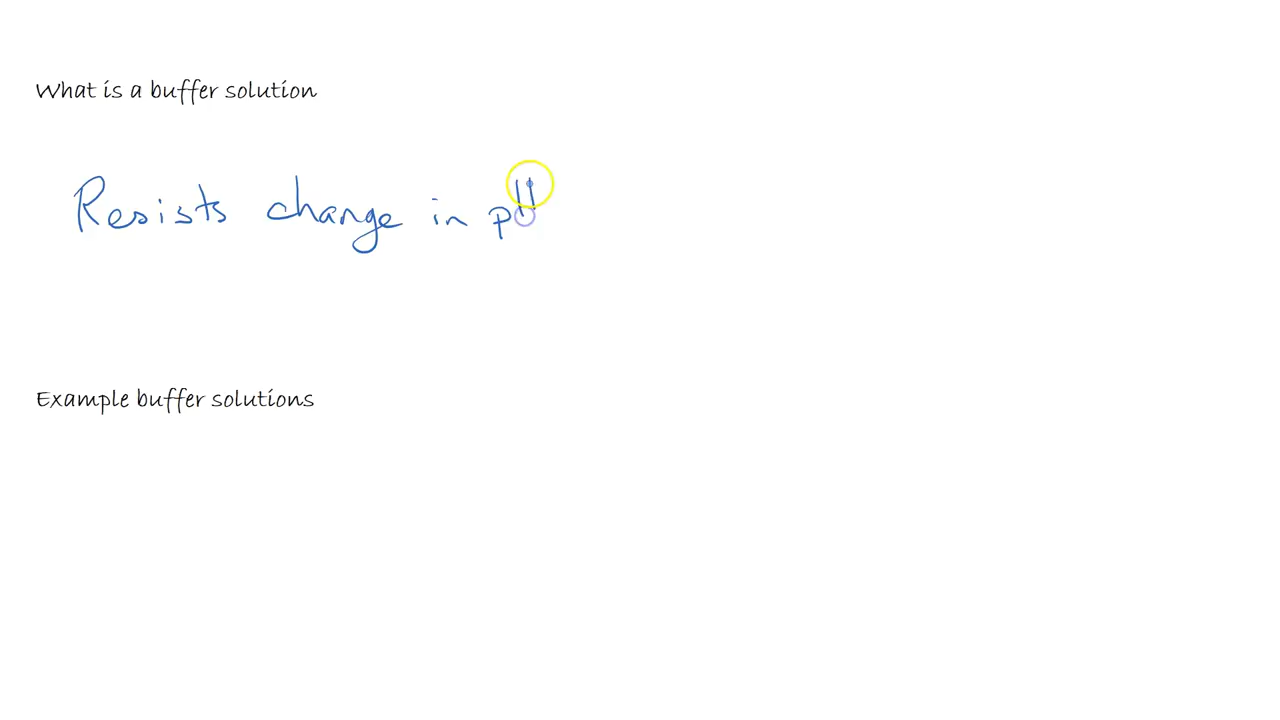 What is a buffer solution
Resists change in pH
Example buffer solutions